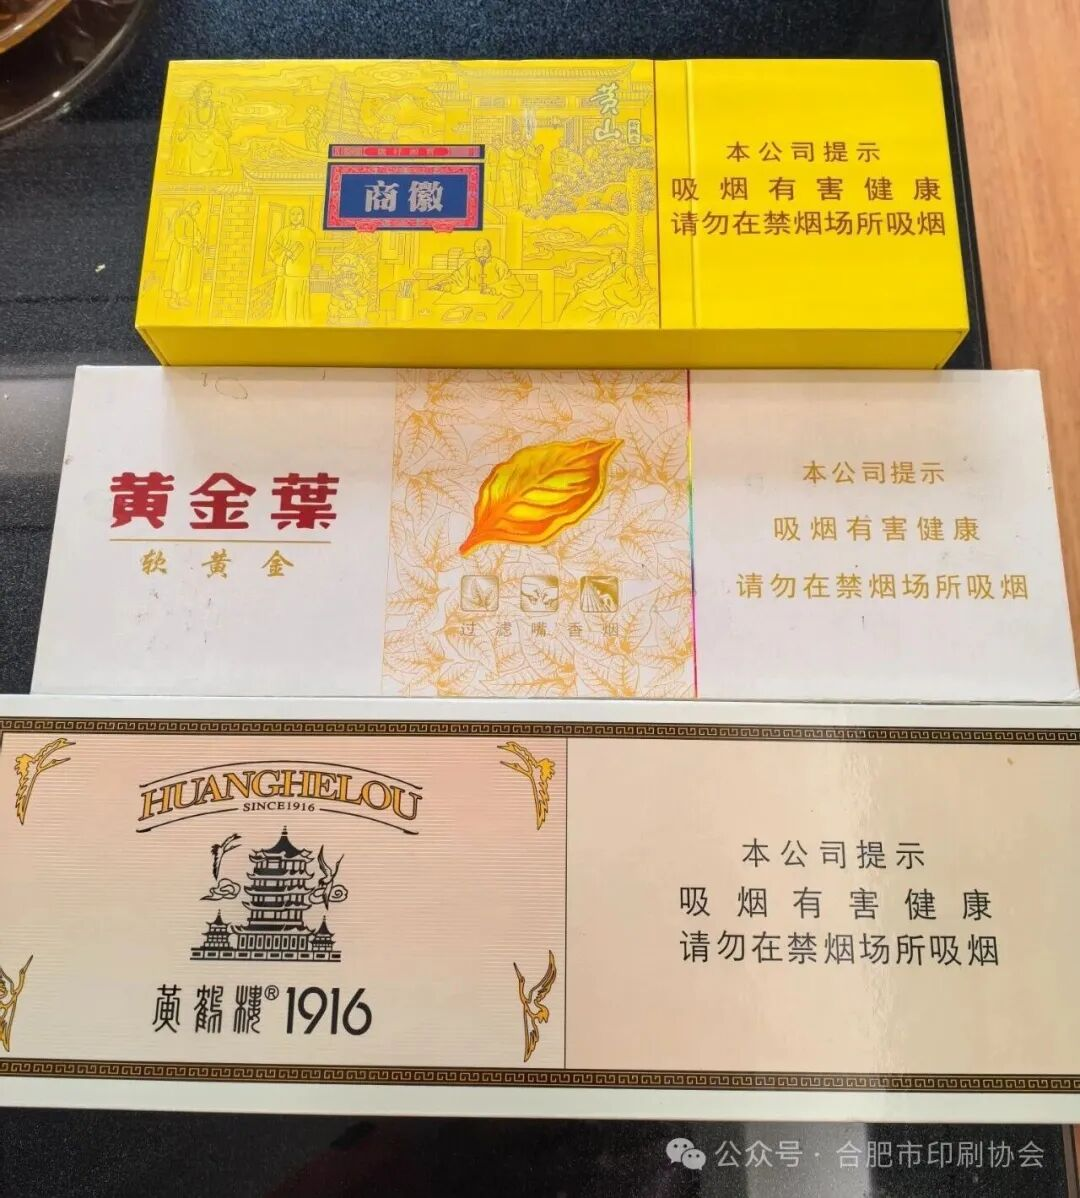 黄山
商徽
本公司提示
吸烟有害健康
请勿在禁烟场所吸烟
黄金葉
软黄金
过滤嘴香烟
本公司提示
吸烟有害健康
请勿在禁烟场所吸烟
HUANGHELOU
SINCE1916
黄鹤樓®1916
本公司提示
吸烟有害健康
请勿在禁烟场所吸烟
公众号·合肥市印刷协会